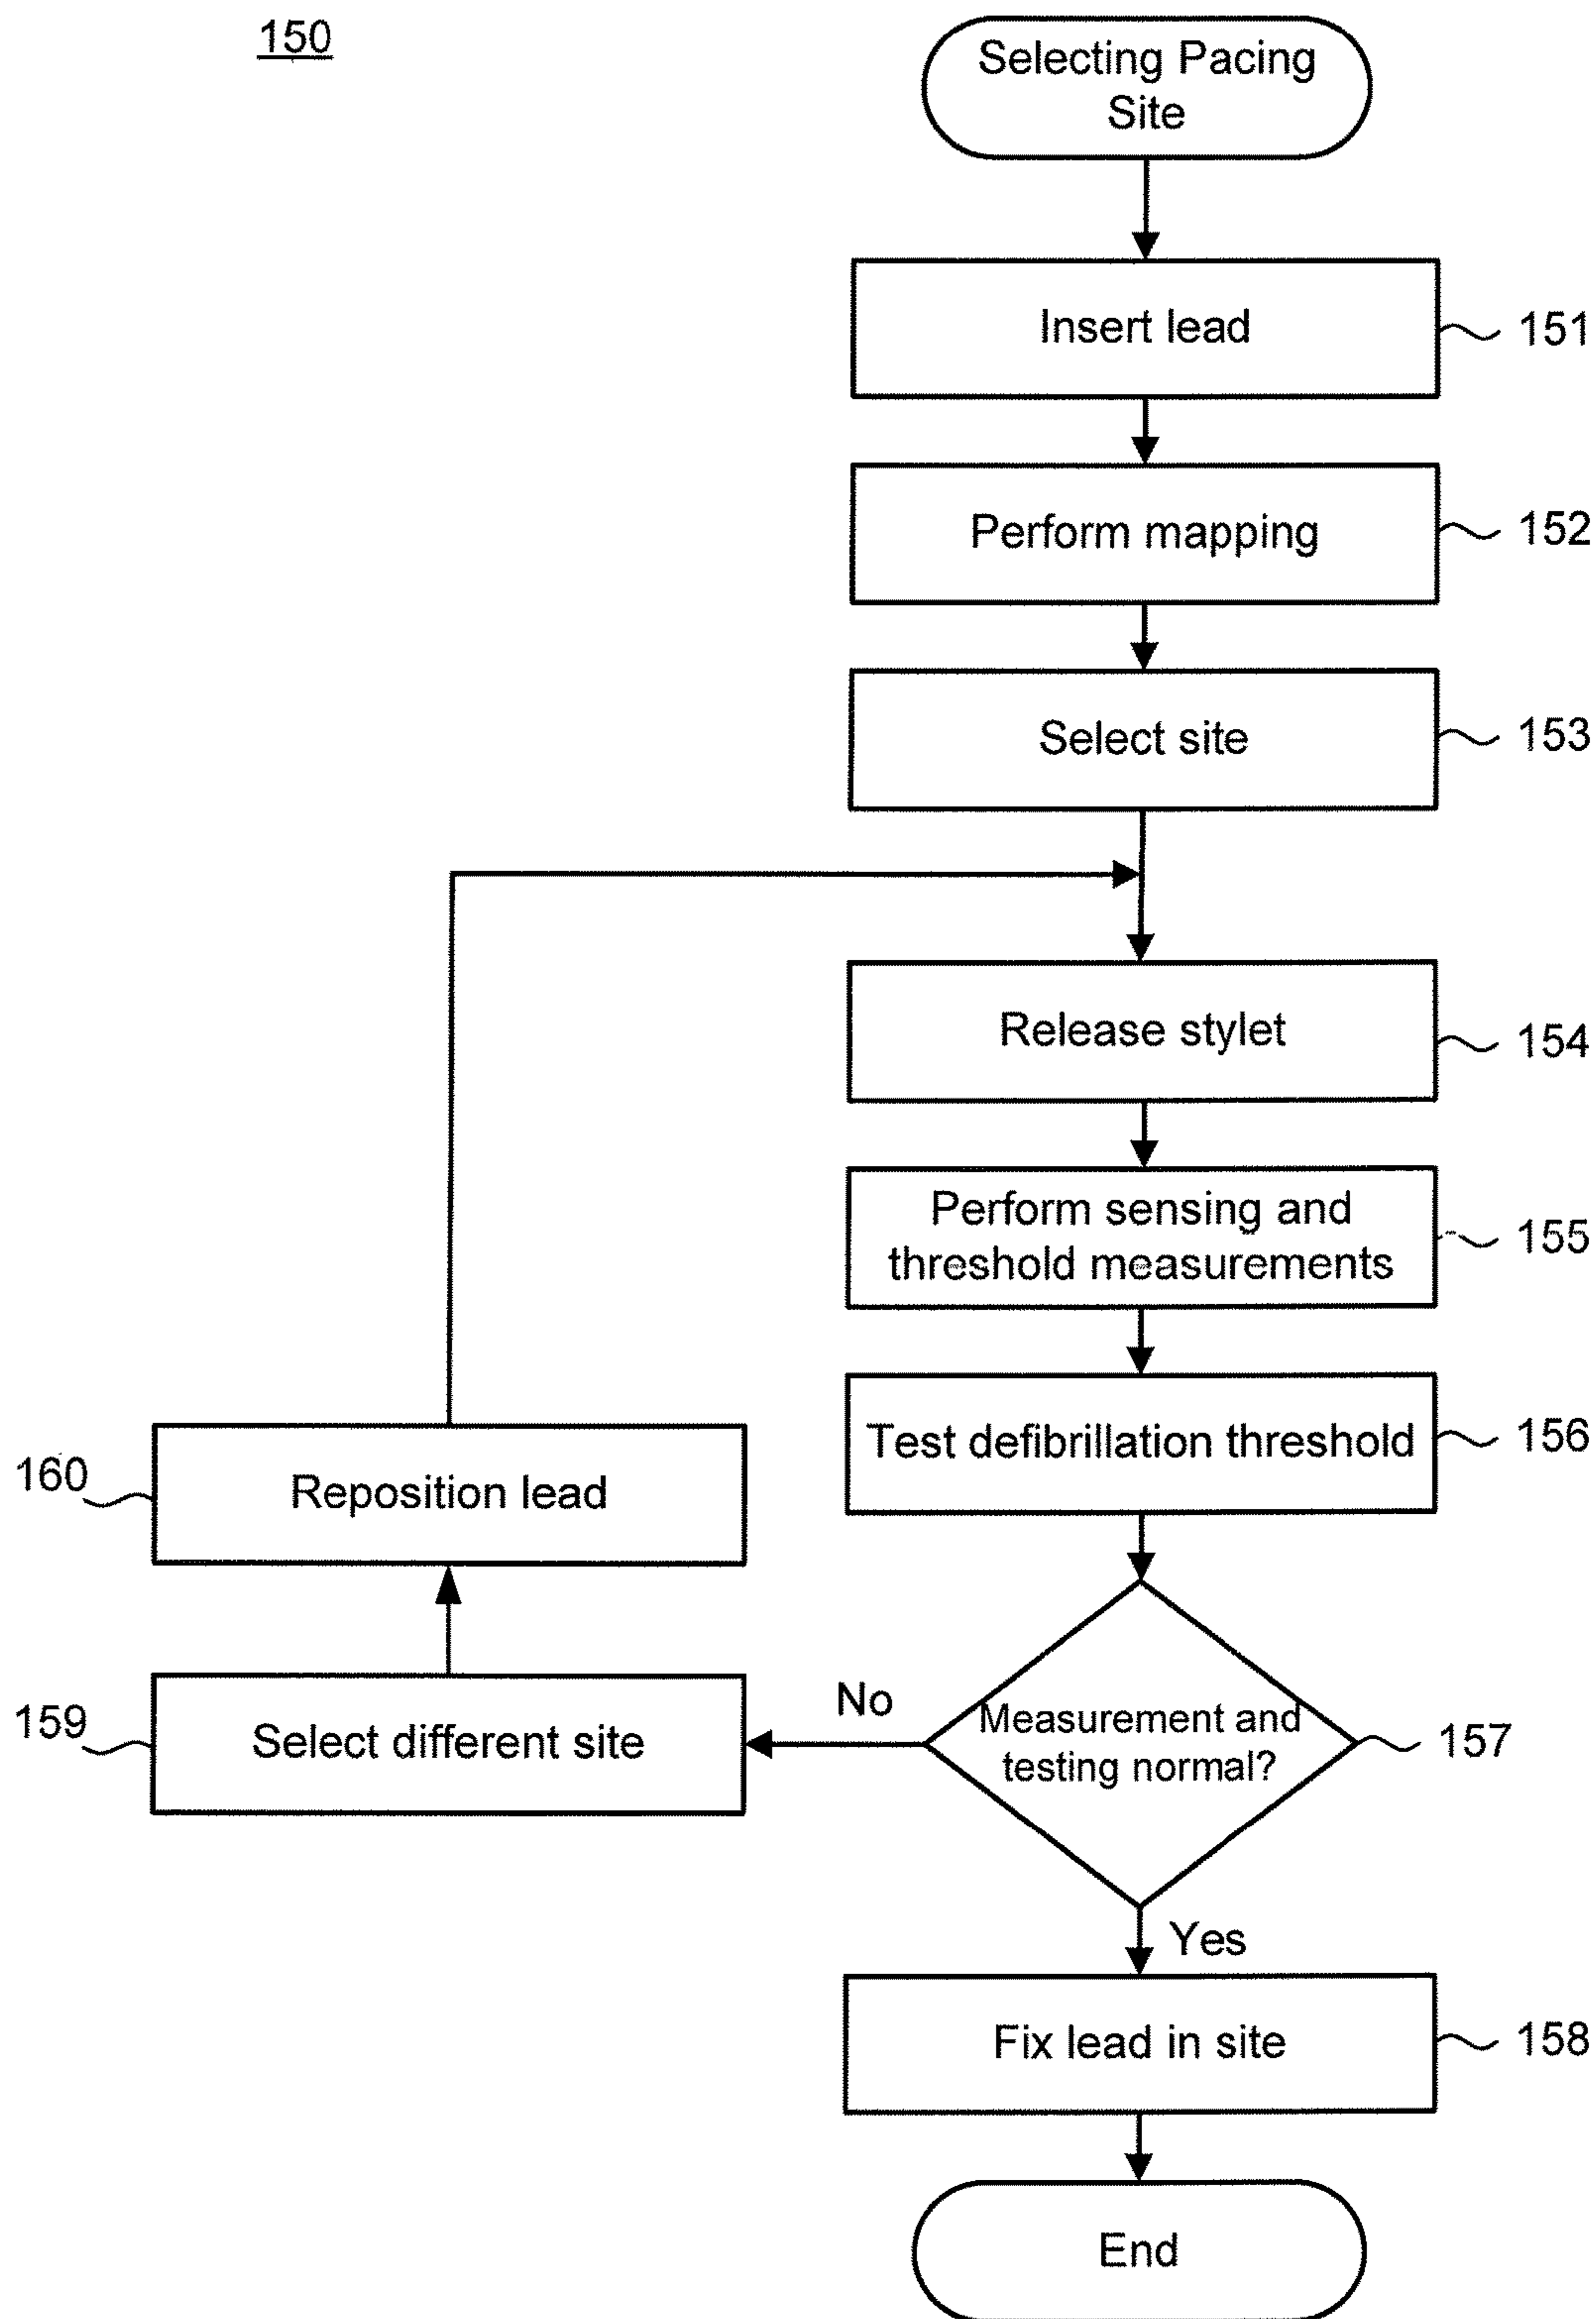 150
Selecting Pacing
Site
Insert lead
151
Perform mapping
152
Select site
153
Release stylet
154
Perform sensing and
threshold measurements
155
Test defibrillation threshold
156
160
Reposition lead
No
159
Select different site
Measurement and
testing normal?
157
Yes
Fix lead in site
158
End